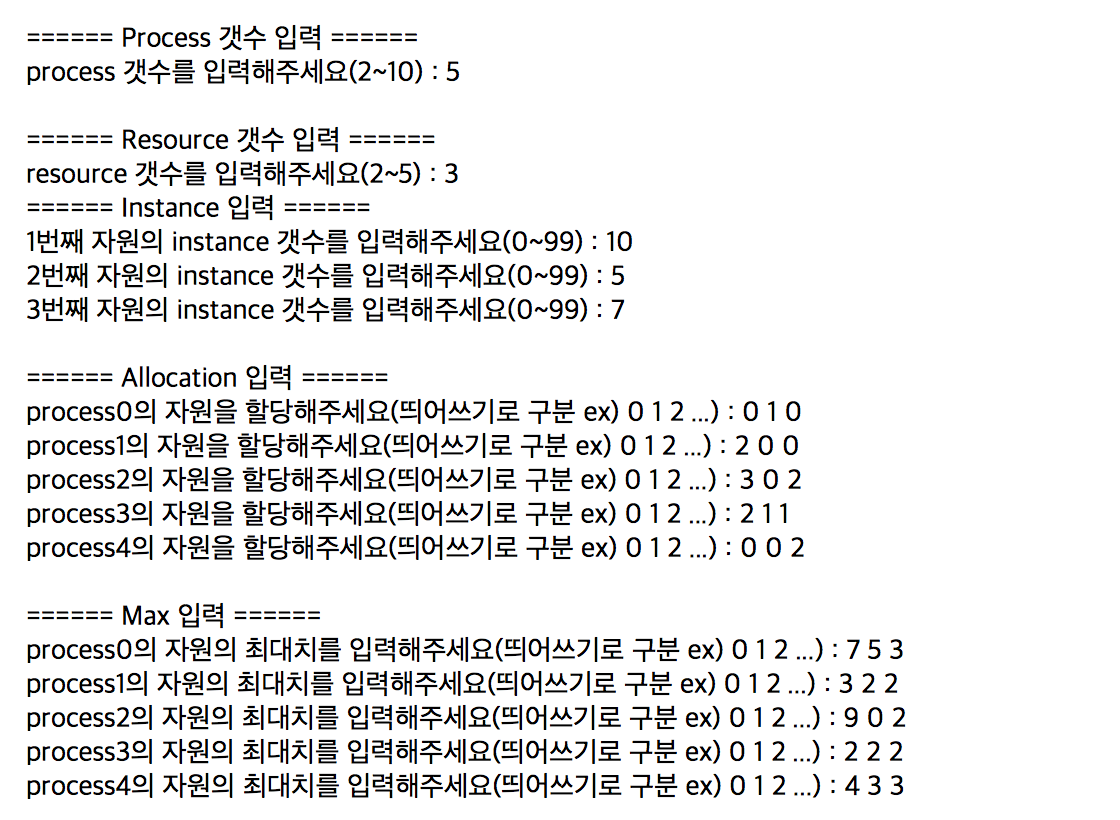 ====== Process 갯수 입력 ======
process 갯수를 입력해주세요(2~10) : 5
====== Resource 갯수 입력 ======
resource 갯수를 입력해주세요(2~5) : 3
====== Instance 입력 ======
1번째 자원의 instance 갯수를 입력해주세요(0~99) : 10
2번째 자원의 instance 갯수를 입력해주세요(0~99) : 5
3번째 자원의 instance 갯수를 입력해주세요(0~99) : 7
====== Allocation 입력 ======
process0의 자원을 할당해주세요(띄어쓰기로 구분 ex) 0 1 2 ...) : 0 1 0
process1의 자원을 할당해주세요(띄어쓰기로 구분 ex) 0 1 2 ...) : 2 0 0
process2의 자원을 할당해주세요(띄어쓰기로 구분 ex) 0 1 2 ...) : 3 0 2
process3의 자원을 할당해주세요(띄어쓰기로 구분 ex) 0 1 2 ...) : 2 1 1
process4의 자원을 할당해주세요(띄어쓰기로 구분 ex) 0 1 2 ...) : 0 0 2
====== Max 입력 ======
process0의 자원의 최대치를 입력해주세요(띄어쓰기로 구분 ex) 0 1 2 ...) : 7 5 3
process1의 자원의 최대치를 입력해주세요(띄어쓰기로 구분 ex) 0 1 2 ...) : 3 2 2
process2의 자원의 최대치를 입력해주세요(띄어쓰기로 구분 ex) 0 1 2 ...) : 9 0 2
process3의 자원의 최대치를 입력해주세요(띄어쓰기로 구분 ex) 0 1 2 ...) : 2 2 2
process4의 자원의 최대치를 입력해주세요(띄어쓰기로 구분 ex) 0 1 2 ...) : 4 3 3